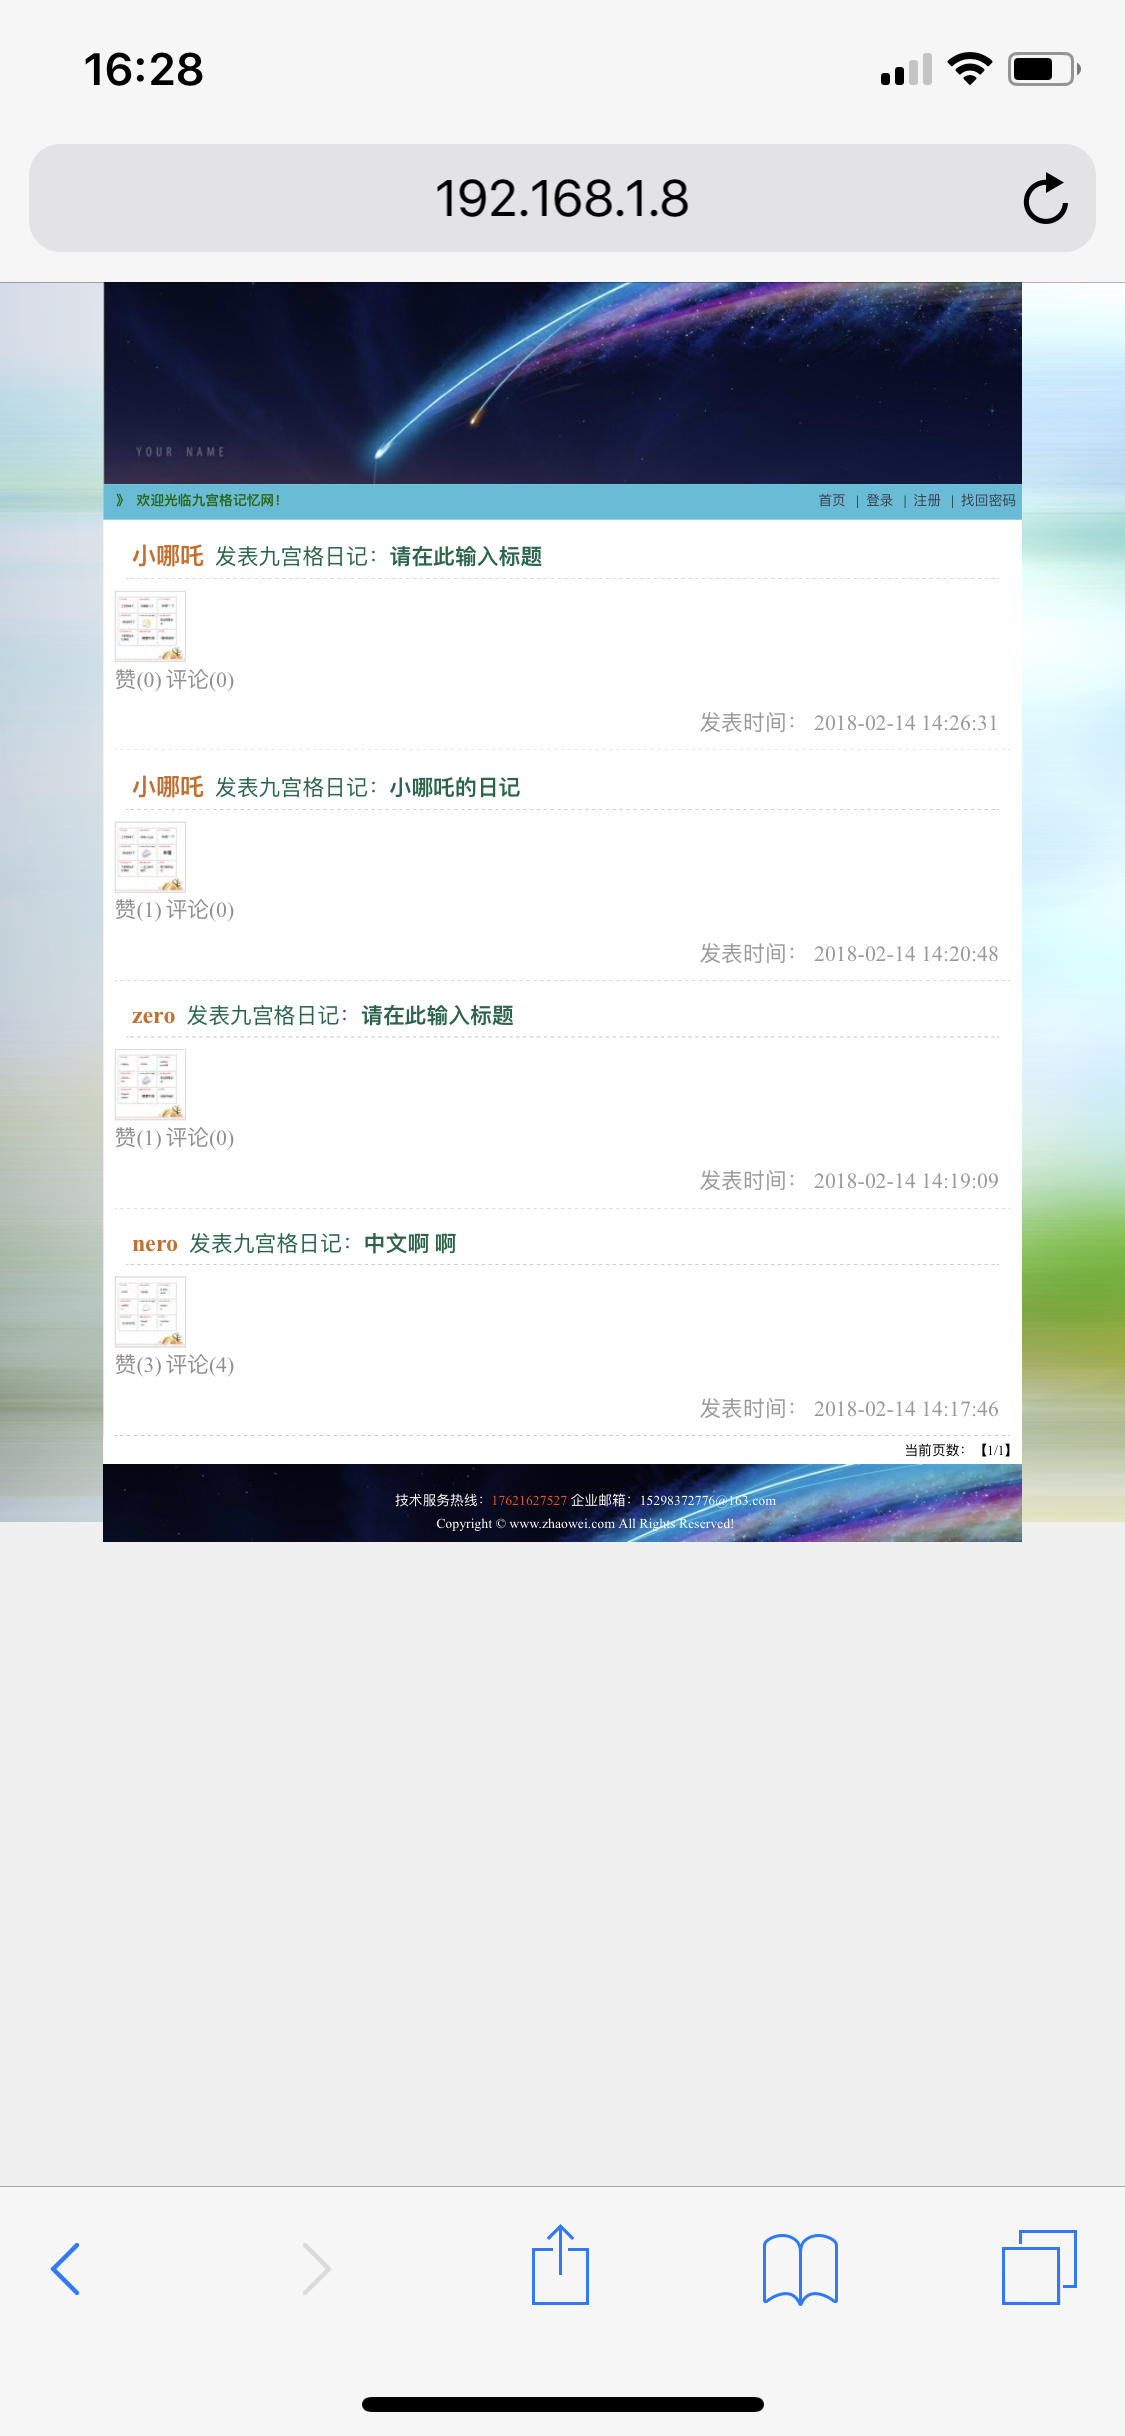 16:28
192.168.1.8
YOUR NAME
》 欢迎光临九宫格记忆网! 首页 | 登录 | 注册 | 找回密码
小哪吒 发表九宫格日记：请在此输入标题
赞(0) 评论(0)
发表时间： 2018-02-14 14:26:31
小哪吒 发表九宫格日记：小哪吒的日记
赞(1) 评论(0)
发表时间： 2018-02-14 14:20:48
zero 发表九宫格日记：请在此输入标题
赞(1) 评论(0)
发表时间： 2018-02-14 14:19:09
nero 发表九宫格日记：中文啊 啊
赞(3) 评论(4)
发表时间： 2018-02-14 14:17:46
当前页数：【1/1】
技术服务热线：17621627527 企业邮箱：15298372776@163.com
Copyright © www.zhaowei.com All Rights Reserved!